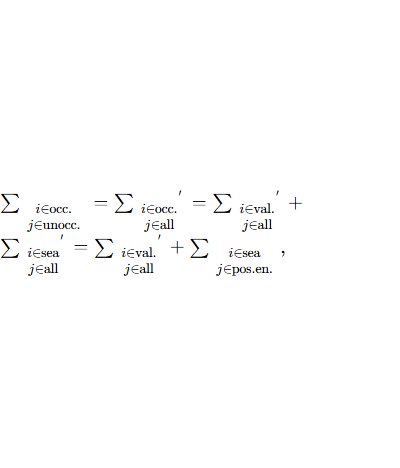 ∑ i∈occ. j∈unocc. = ∑ i∈occ. j∈all ′ = ∑ i∈val. j∈all ′ +
∑ i∈sea j∈all ′ = ∑ i∈val. j∈all ′ + ∑ i∈sea j∈pos.en. ,